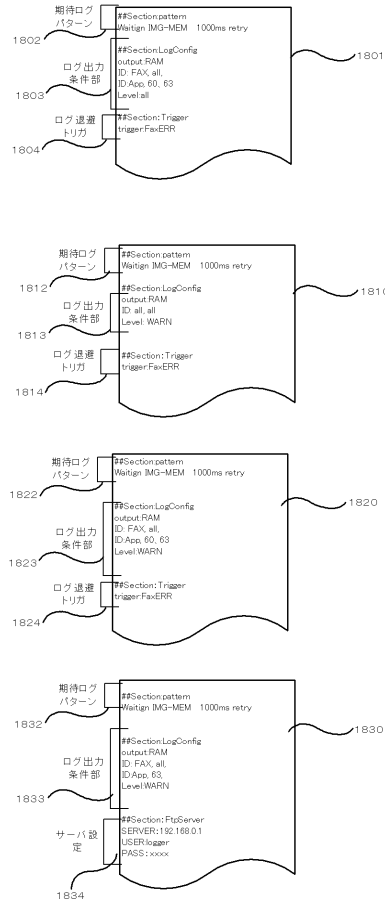 期待ログ
パターン
1802
##Section:pattern
Waitign IMG-MEM 1000ms retry
1801
ログ出力
条件部
1803
##Section:LogConfig
output:RAM
ID: FAX, all,
ID:App, 60, 63
Level:all
ログ退避
トリガ
1804
##Section: Trigger
trigger:FaxERR
期待ログ
パターン
1812
##Section:pattern
Waitign IMG-MEM 1000ms retry
1810
ログ出力
条件部
1813
##Section:LogConfig
output:RAM
ID: all, all
Level: WARN
ログ退避
トリガ
1814
##Section: Trigger
trigger:FaxERR
期待ログ
パターン
1822
##Section:pattern
Waitign IMG-MEM 1000ms retry
1820
ログ出力
条件部
1823
##Section:LogConfig
output:RAM
ID: FAX, all,
ID:App, 60, 63
Level:WARN
ログ退避
トリガ
1824
##Section: Trigger
trigger:FaxERR
期待ログ
パターン
1832
##Section:pattern
Waitign IMG-MEM 1000ms retry
1830
ログ出力
条件部
1833
##Section:LogConfig
output:RAM
ID: FAX, all,
ID:App, 63,
Level:WARN
サーバ設
定
1834
##Section: FtpServer
SERVER:192.168.0.1
USER:logger
PASS:xxxx